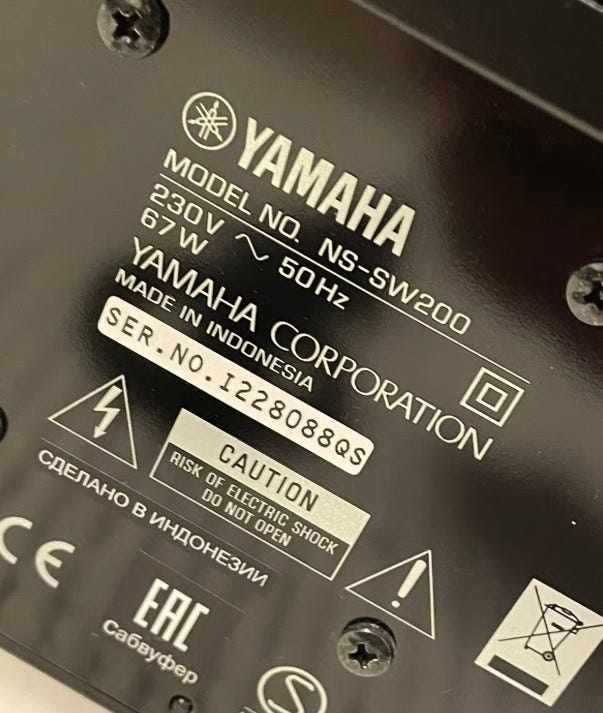 YAMAHA
MODEL NO. NS-SW200
230V ~ 50Hz
67W
YAMAHA CORPORATION
MADE IN INDONESIA
SER.NO.I228088QS
CAUTION
RISK OF ELECTRIC SHOCK
DO NOT OPEN
СДЕЛАНО В ИНДОНЕЗИИ
CE
EAC
Сабвуфер
S